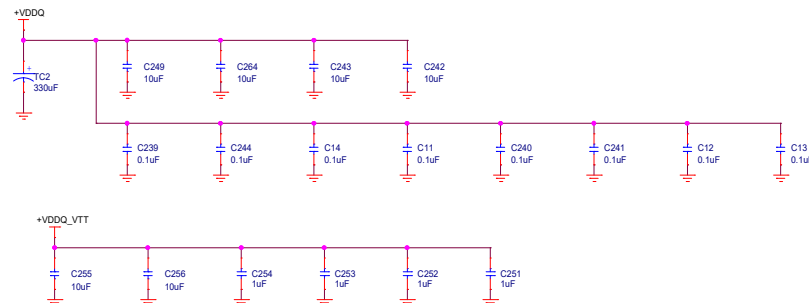 +VDDQ
+
TC2
330uF
C249
10uF
C264
10uF
C243
10uF
C242
10uF
C239
0.1uF
C244
0.1uF
C14
0.1uF
C11
0.1uF
C240
0.1uF
C241
0.1uF
C12
0.1uF
C13
0.1u
+VDDQ_VTT
C255
10uF
C256
10uF
C254
1uF
C253
1uF
C252
1uF
C251
1uF